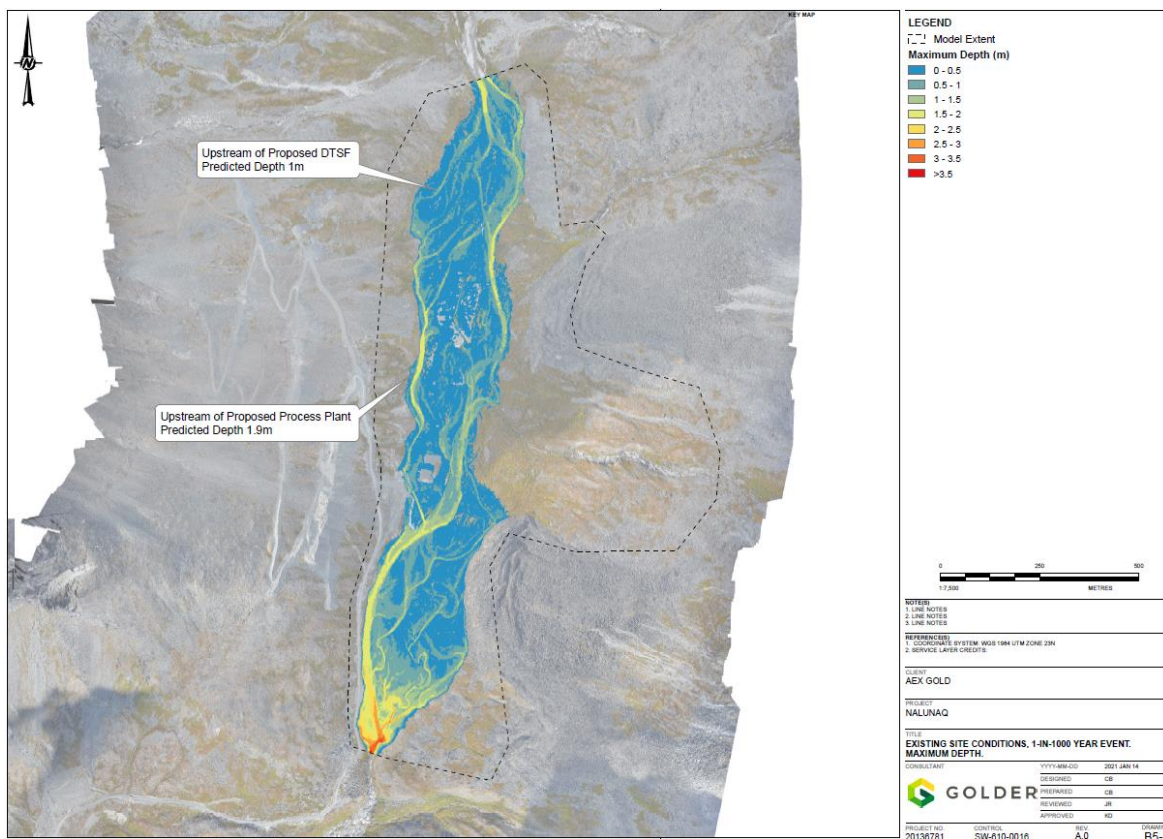 KEY MAP
N
Upstream of Proposed DTSF
Predicted Depth 1m
Upstream of Proposed Process Plant
Predicted Depth 1.9m
LEGEND
Model Extent
Maximum Depth (m)
0 - 0.5
0.5 - 1
1 - 1.5
1.5 - 2
2 - 2.5
2.5 - 3
3 - 3.5
>3.5
0 250 500
1:7,500 METRES
NOTE(S)
1. LINE NOTES
2. LINE NOTES
3. LINE NOTES
REFERENCE(S)
1. COORDINATE SYSTEM: WGS 1984 UTM ZONE 23N
2. SERVICE LAYER CREDITS:
CLIENT
AEX GOLD
PROJECT
NALUNAQ
TITLE
EXISTING SITE CONDITIONS, 1-IN-1000 YEAR EVENT.
MAXIMUM DEPTH.
CONSULTANT
GOLDER
YYYY-MM-DD 2021 JAN 14
DESIGNED CB
PREPARED CB
REVIEWED JR
APPROVED KD
PROJECT NO. CONTROL REV.
20136781 SW-610-0016 A.0